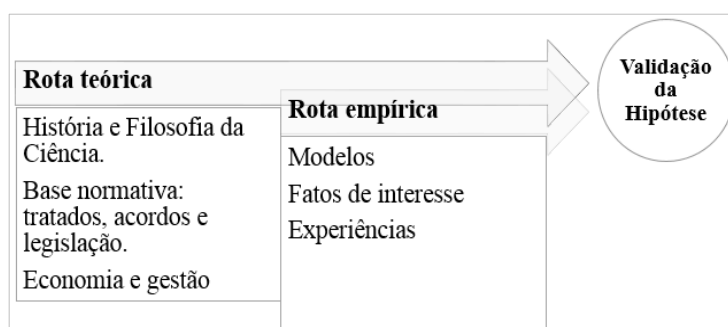 Rota teórica
História e Filosofia da
Ciência.
Base normativa:
tratados, acordos e
legislação.
Economia e gestão
Rota empírica
Modelos
Fatos de interesse
Experiências
Validação
da
Hipótese